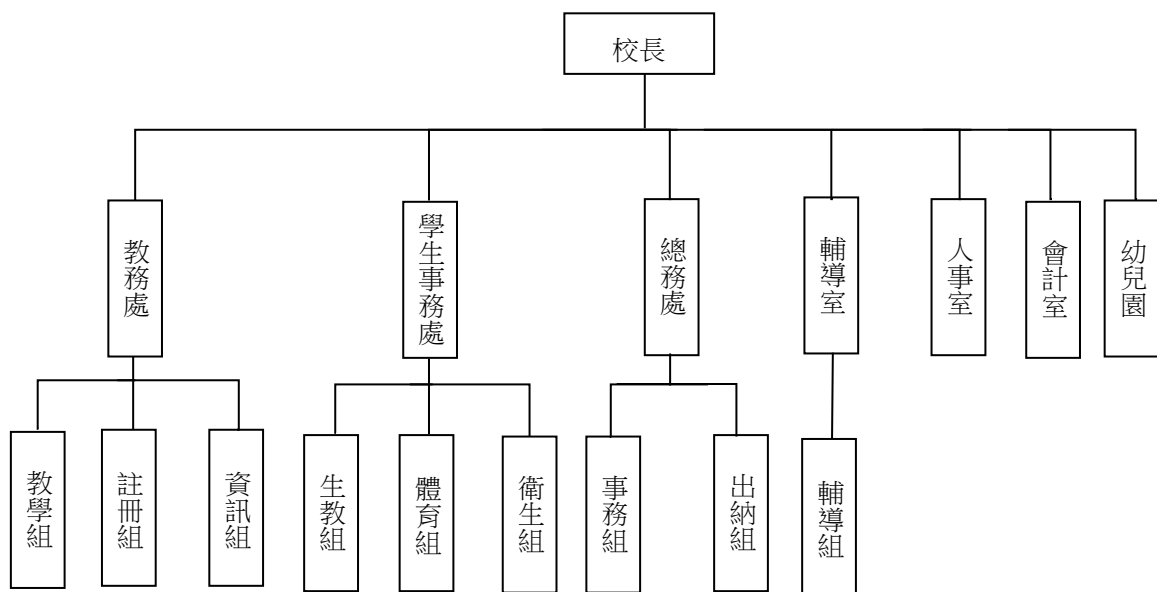 校長
教務處
學生事務處
總務處
輔導室
人事室
會計室
幼兒園
教學組
註冊組
資訊組
生教組
體育組
衛生組
事務組
出納組
輔導組